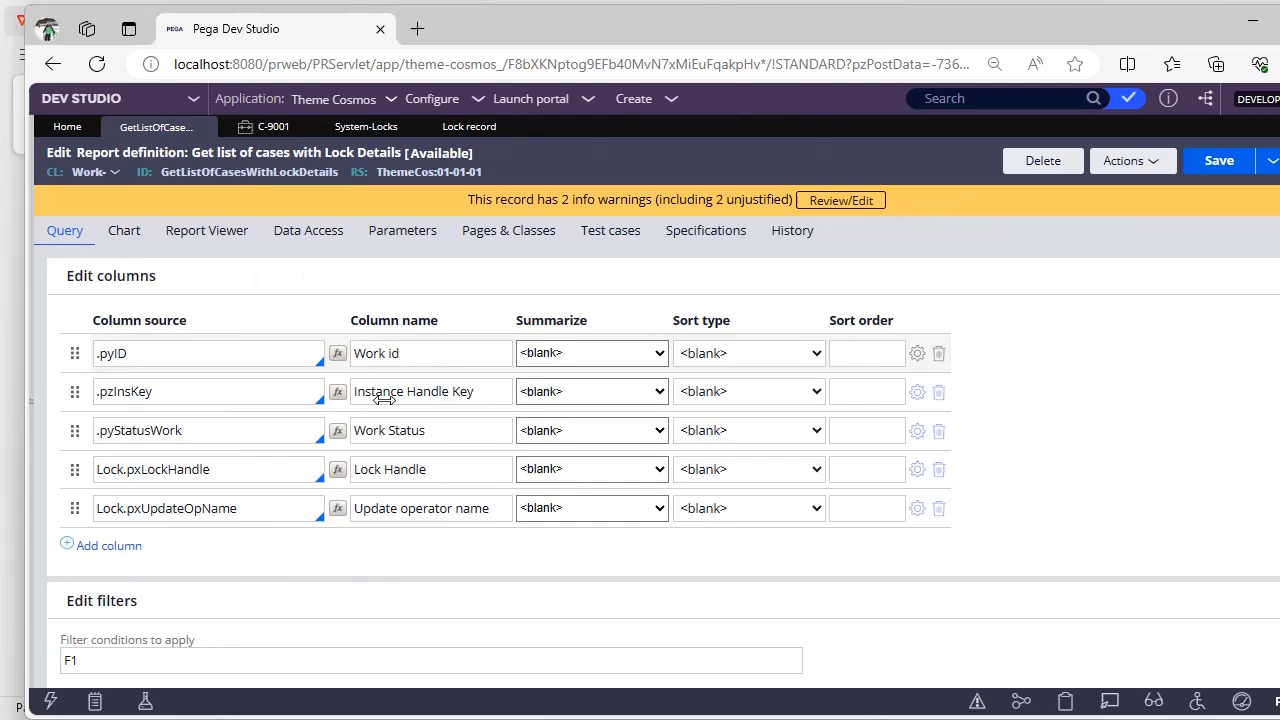 PEGA Pega Dev Studio
localhost:8080/prweb/PRServlet/app/theme-cosmos_/F8bXKNptog9EFb40MvN7xMiEuFqakpHv*/!STANDARD?pzPostData=-736...
DEV STUDIO Application: Theme Cosmos Configure Launch portal Create Search DEVELOP
Home GetListOfCase... C-9001 System-Locks Lock record
Edit Report definition: Get list of cases with Lock Details [Available]
CL: Work- ID: GetListOfCasesWithLockDetails RS: ThemeCos:01-01-01
Delete Actions Save
This record has 2 info warnings (including 2 unjustified) Review/Edit
Query Chart Report Viewer Data Access Parameters Pages & Classes Test cases Specifications History
Edit columns
Column source Column name Summarize Sort type Sort order
.pyID fx Work id <blank> <blank>
.pzInsKey fx Instance Handle Key <blank> <blank>
.pyStatusWork fx Work Status <blank> <blank>
Lock.pxLockHandle fx Lock Handle <blank> <blank>
Lock.pxUpdateOpName fx Update operator name <blank> <blank>
Add column
Edit filters
Filter conditions to apply
F1